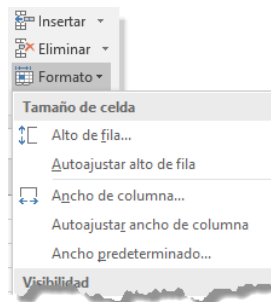 Insertar
Eliminar
Formato
Tamaño de celda
Alto de fila...
Autoajustar alto de fila
Ancho de columna...
Autoajustar ancho de columna
Ancho predeterminado...
Visibilidad